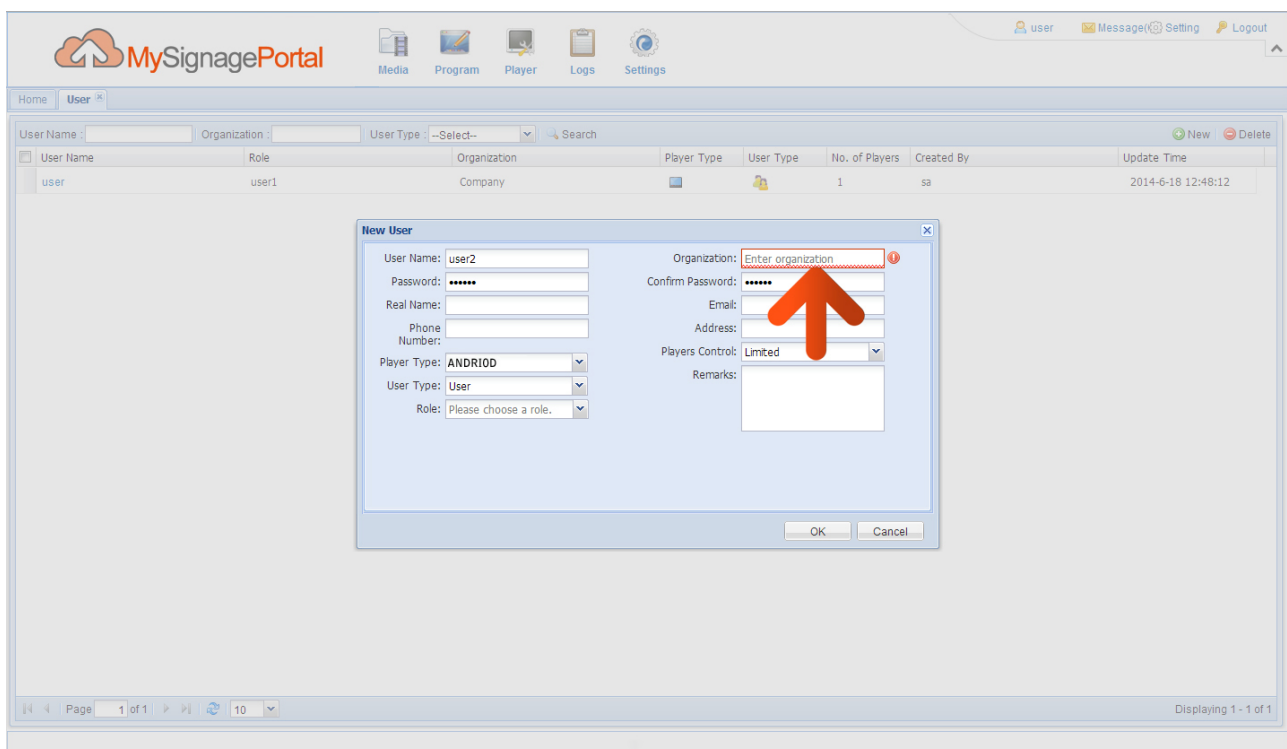 user Message( Setting Logout
MySignagePortal
Media Program Player Logs Settings
Home User
User Name : Organization : User Type : --Select-- Search New Delete
User Name Role Organization Player Type User Type No. of Players Created By Update Time
user user1 Company 1 sa 2014-6-18 12:48:12
New User
User Name: user2 Organization: Enter organization
Password: •••••• Confirm Password: ••••••
Real Name: Email:
Phone Number: Address:
Player Type: ANDRIOD Players Control: Limited
User Type: User Remarks:
Role: Please choose a role.
OK Cancel
Page 1 of 1 10 Displaying 1 - 1 of 1